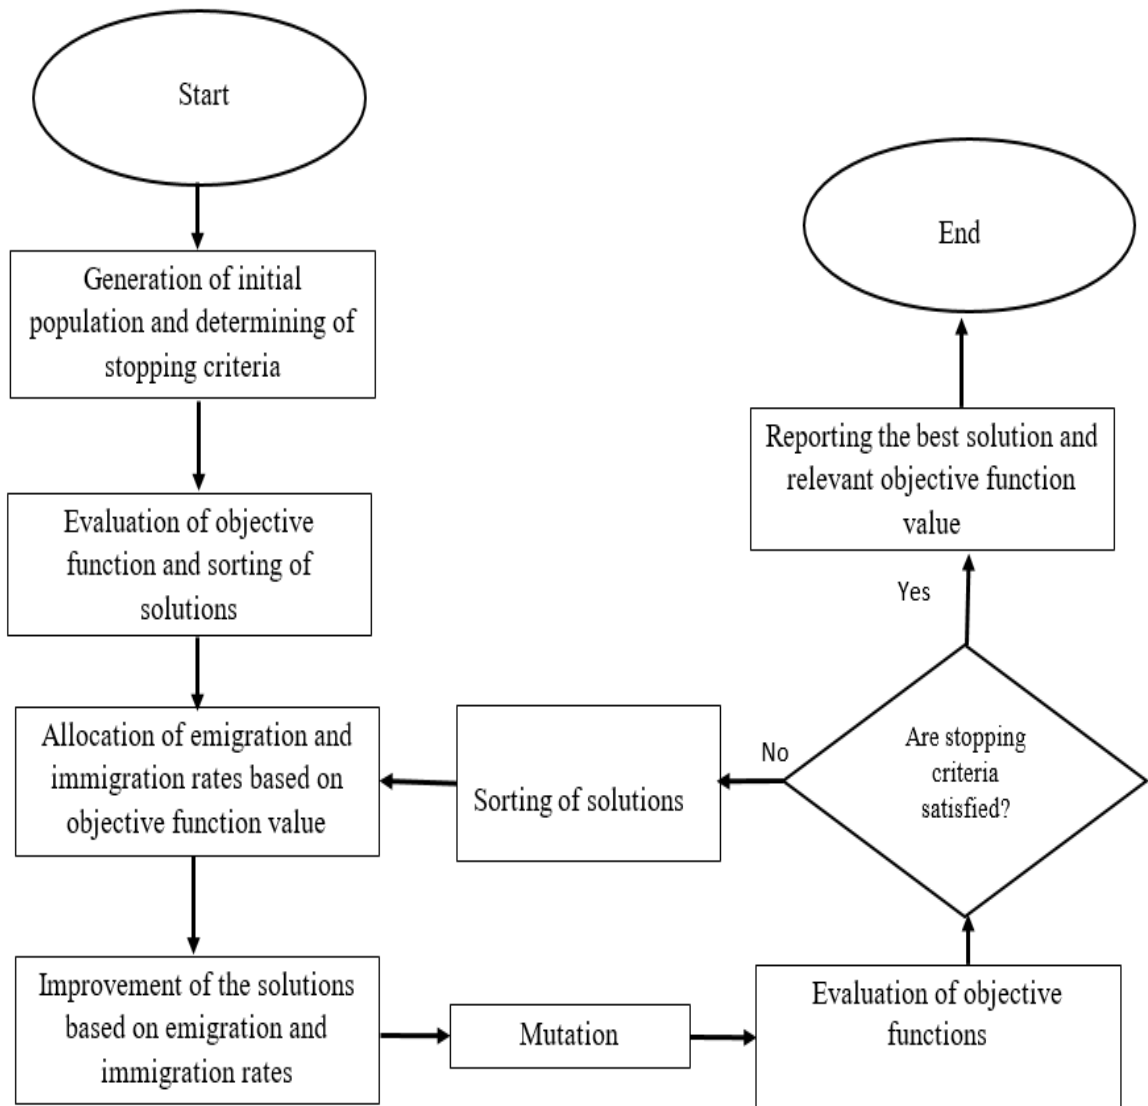 Start
Generation of initial
population and determining of
stopping criteria
Evaluation of objective
function and sorting of
solutions
Allocation of emigration and
immigration rates based on
objective function value
Improvement of the solutions
based on emigration and
immigration rates
Mutation
Evaluation of objective
functions
Are stopping
criteria
satisfied?
No
Sorting of solutions
Yes
Reporting the best solution and
relevant objective function
value
End